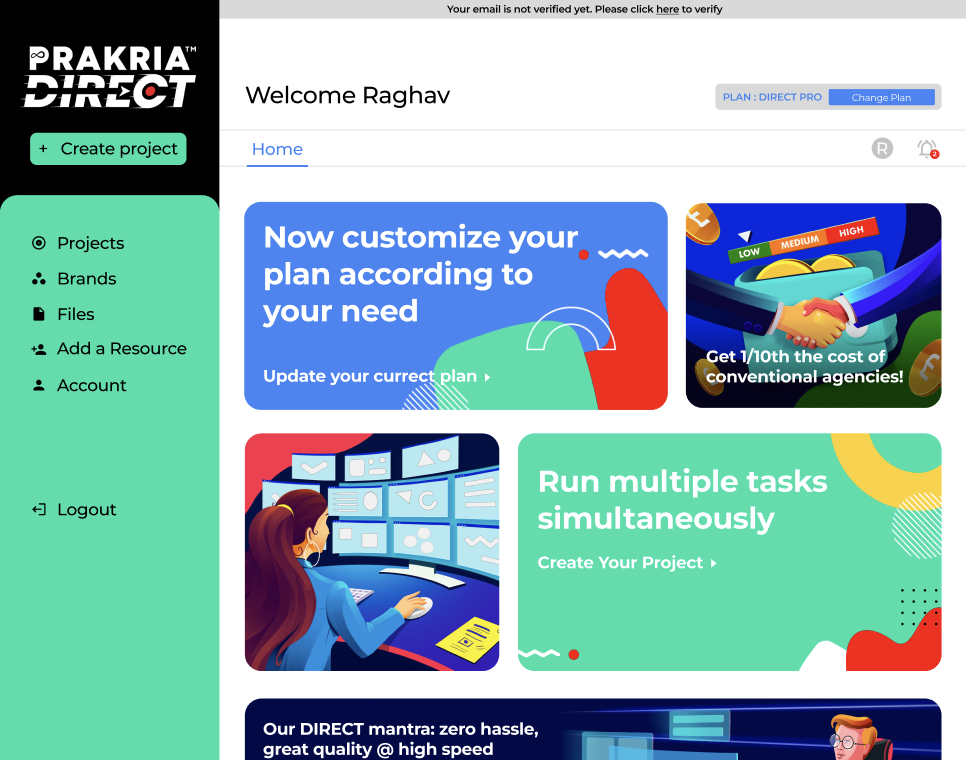 Your email is not verified yet. Please click here to verify
PRAKRIA™
DIRECT
+ Create project
Welcome Raghav
PLAN : DIRECT PRO
Change Plan
Home
R
2
Projects
Brands
Files
Add a Resource
Account
Logout
Now customize your
plan according to
your need
Update your currect plan
LOW
MEDIUM
HIGH
Get 1/10th the cost of
conventional agencies!
Run multiple tasks
simultaneously
Create Your Project
Our DIRECT mantra: zero hassle,
great quality @ high speed